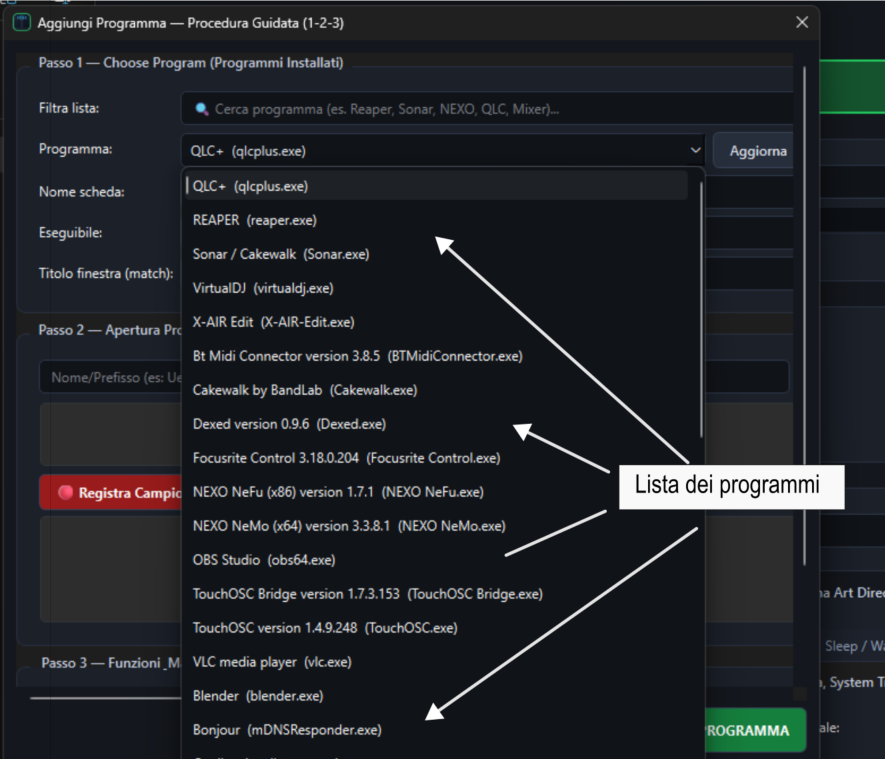 Aggiungi Programma — Procedura Guidata (1-2-3)
Passo 1 — Choose Program (Programmi Installati)
Filtra lista:
Cerca programma (es. Reaper, Sonar, NEXO, QLC, Mixer)...
Programma:
QLC+ (qlcplus.exe)
Aggiorna
Nome scheda:
Eseguibile:
Titolo finestra (match):
QLC+ (qlcplus.exe)
REAPER (reaper.exe)
Sonar / Cakewalk (Sonar.exe)
VirtualDJ (virtualdj.exe)
X-AIR Edit (X-AIR-Edit.exe)
Bt Midi Connector version 3.8.5 (BTMidiConnector.exe)
Cakewalk by BandLab (Cakewalk.exe)
Dexed version 0.9.6 (Dexed.exe)
Focusrite Control 3.18.0.204 (Focusrite Control.exe)
NEXO NeFu (x86) version 1.7.1 (NEXO NeFu.exe)
NEXO NeMo (x64) version 3.3.8.1 (NEXO NeMo.exe)
OBS Studio (obs64.exe)
TouchOSC Bridge version 1.7.3.153 (TouchOSC Bridge.exe)
TouchOSC version 1.4.9.248 (TouchOSC.exe)
VLC media player (vlc.exe)
Blender (blender.exe)
Bonjour (mDNSResponder.exe)
Lista dei programmi
Passo 2 — Apertura Pro
Nome/Prefisso (es: Ue
Registra Campio
Passo 3 — Funzioni_M
ROGRAMMA
na Art Dire
Sleep / Wa
, System T
ale: